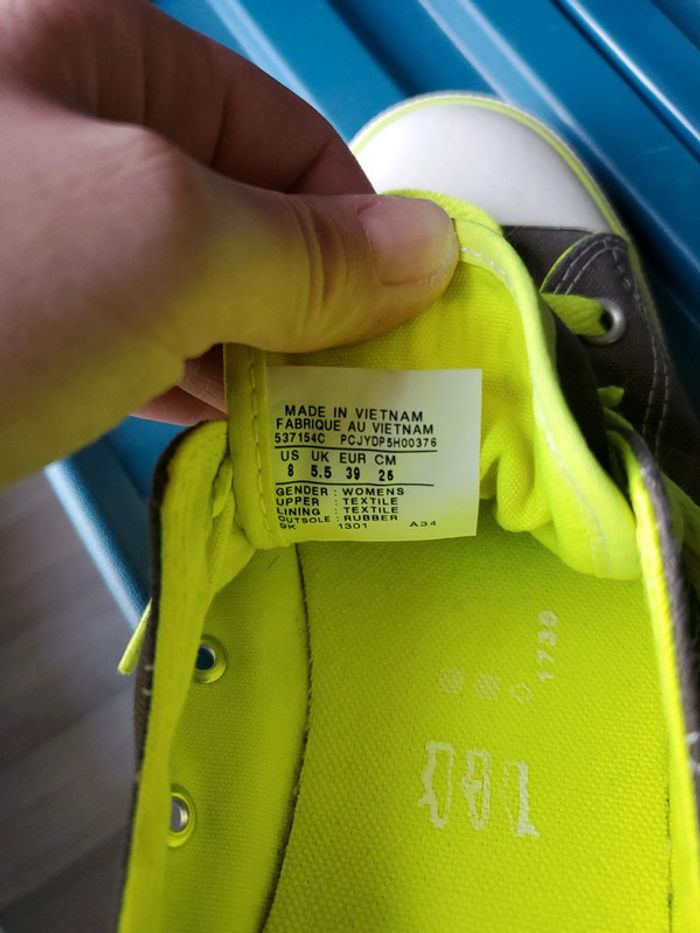 MADE IN VIETNAM
FABRIQUE AU VIETNAM
537154C PCJYDP5H00376
US UK EUR CM
8 5.5 39 25
GENDER : WOMENS
UPPER : TEXTILE
LINING : TEXTILE
OUTSOLE : RUBBER
9K 1301 A34